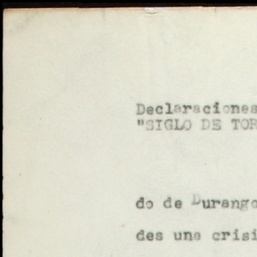 Declaraciones
"SIGLO DE TOR
do de Durango
des una crisi